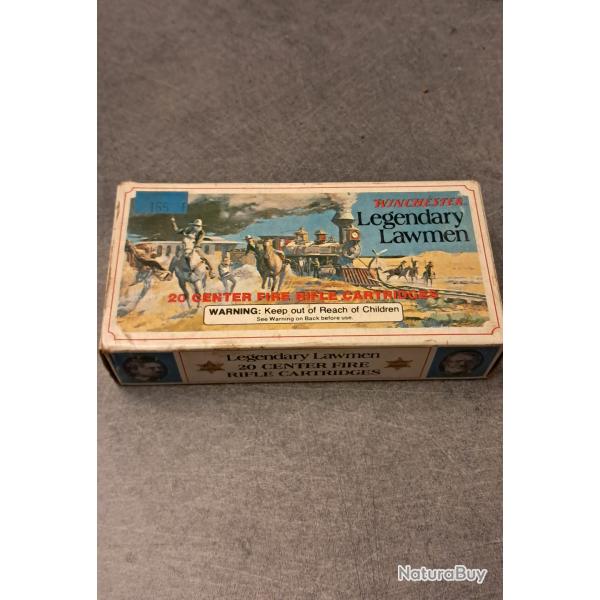 165
WINCHESTER
Legendary
Lawmen
20 CENTER FIRE RIFLE CARTRIDGES
WARNING: Keep out of Reach of Children
See Warning on Back before use.
Legendary Lawmen
20 CENTER FIRE
RIFLE CARTRIDGES
NaturaBuy